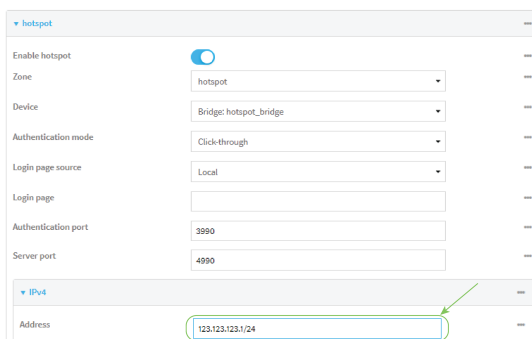 hotspot
Enable hotspot
Zone hotspot
Device Bridge: hotspot_bridge
Authentication mode Click-through
Login page source Local
Login page
Authentication port 3990
Server port 4990
IPv4
Address 123.123.123.1/24